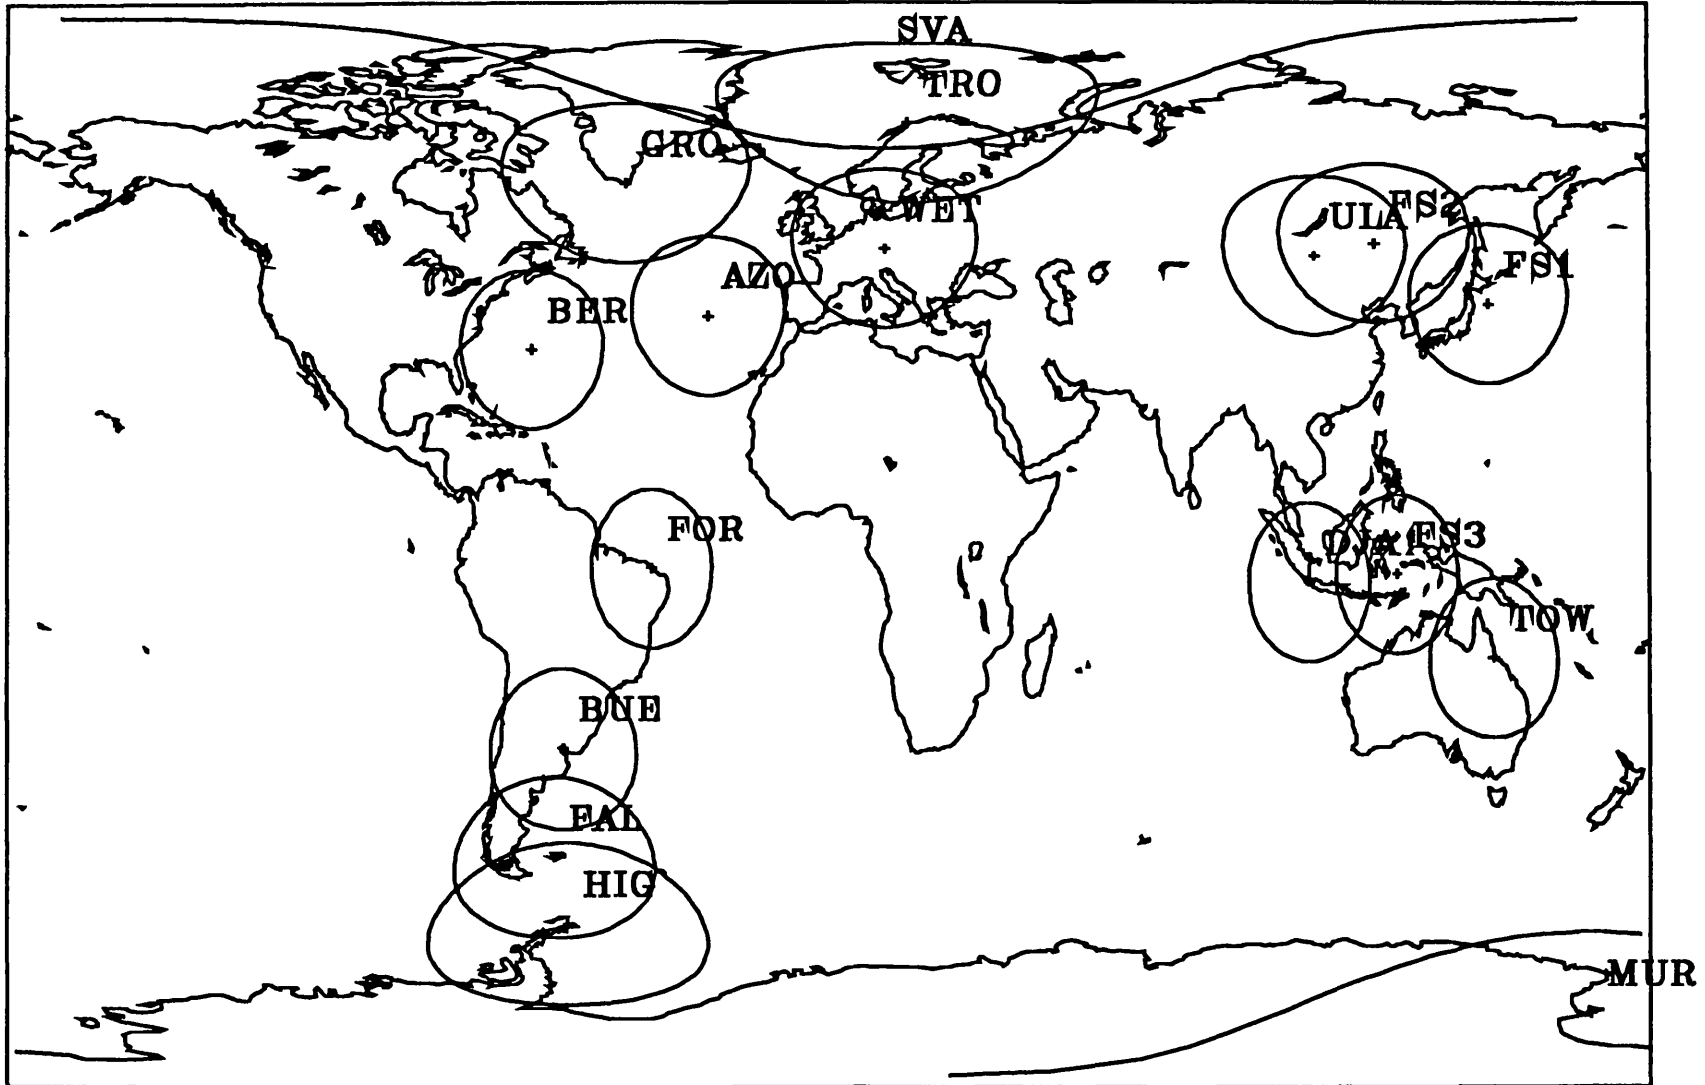 SVA
TRO
GRO
WET
FS2
ULA
FS1
AZO
BER
FOR
FS3
TOW
BUE
FAL
HIG
MUR